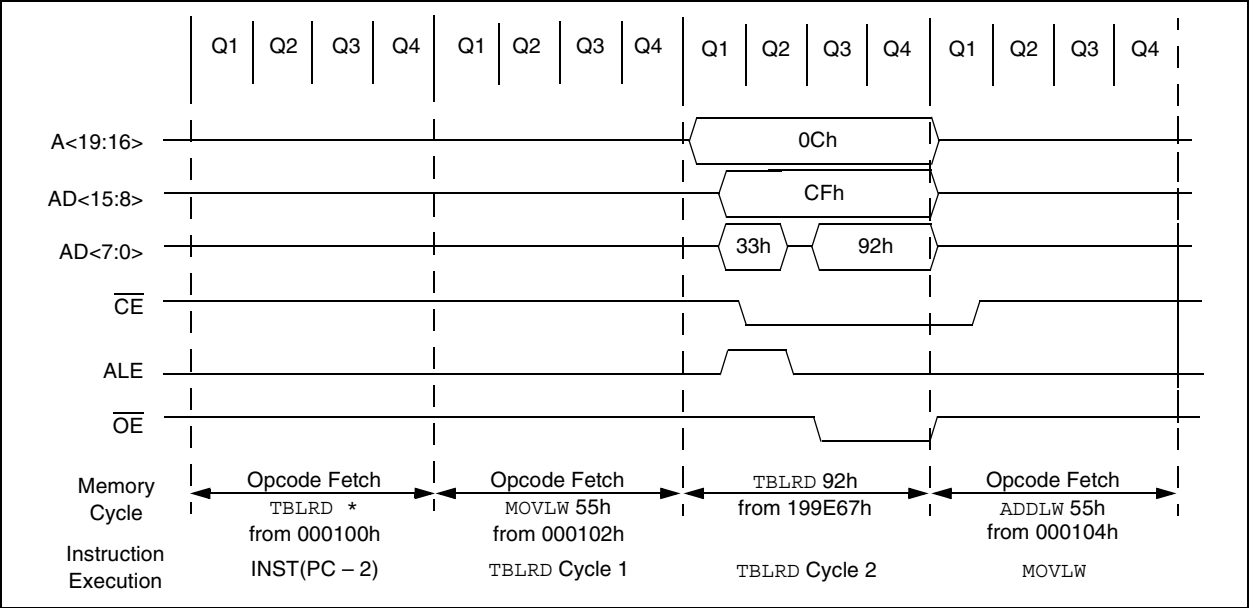 Q1 Q2 Q3 Q4 Q1 Q2 Q3 Q4 Q1 Q2 Q3 Q4 Q1 Q2 Q3 Q4
A<19:16> 0Ch
AD<15:8> CFh
AD<7:0> 33h 92h
CE
ALE
OE
Memory Opcode Fetch Opcode Fetch TBLRD 92h Opcode Fetch
Cycle TBLRD * MOVLW 55h from 199E67h ADDLW 55h
from 000100h from 000102h from 000104h
Instruction
Execution INST(PC – 2) TBLRD Cycle 1 TBLRD Cycle 2 MOVLW